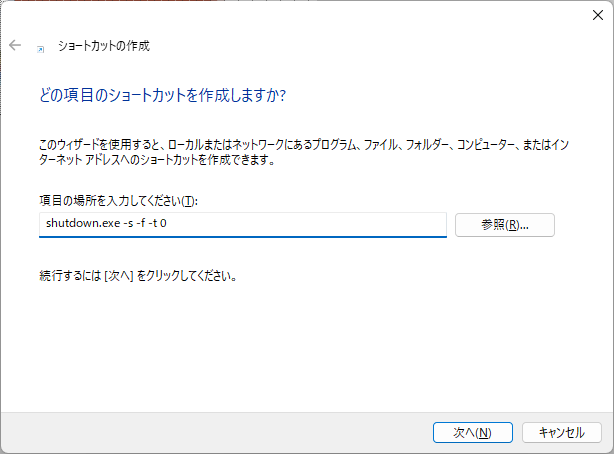 ショートカットの作成
どの項目のショートカットを作成しますか?
このウィザードを使用すると、ローカルまたはネットワークにあるプログラム、ファイル、フォルダー、コンピューター、またはイン
ターネット アドレスへのショートカットを作成できます。
項目の場所を入力してください(T):
shutdown.exe -s -f -t 0
参照(R)...
続行するには [次へ] をクリックしてください。
次へ(N)
キャンセル